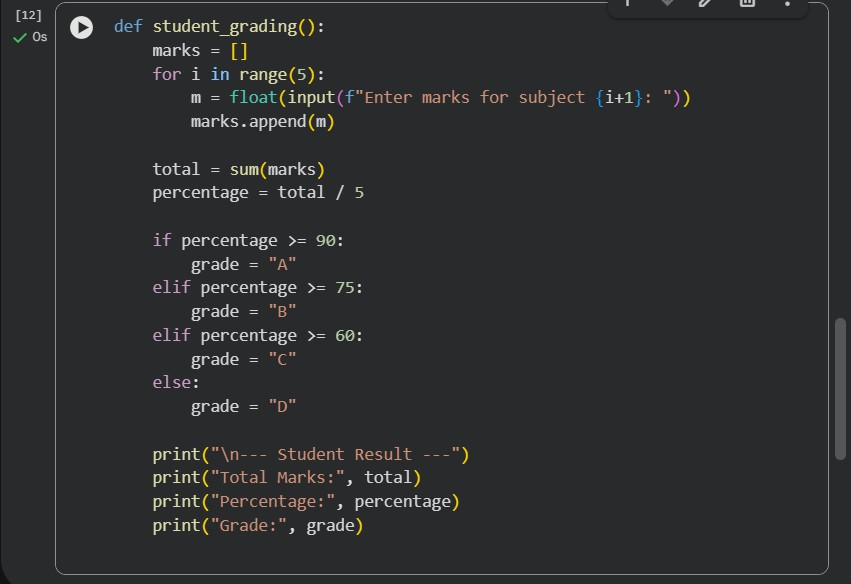 [12]
0s
def student_grading():
    marks = []
    for i in range(5):
        m = float(input(f"Enter marks for subject {i+1}: "))
        marks.append(m)

    total = sum(marks)
    percentage = total / 5

    if percentage >= 90:
        grade = "A"
    elif percentage >= 75:
        grade = "B"
    elif percentage >= 60:
        grade = "C"
    else:
        grade = "D"

    print("\n--- Student Result ---")
    print("Total Marks:", total)
    print("Percentage:", percentage)
    print("Grade:", grade)